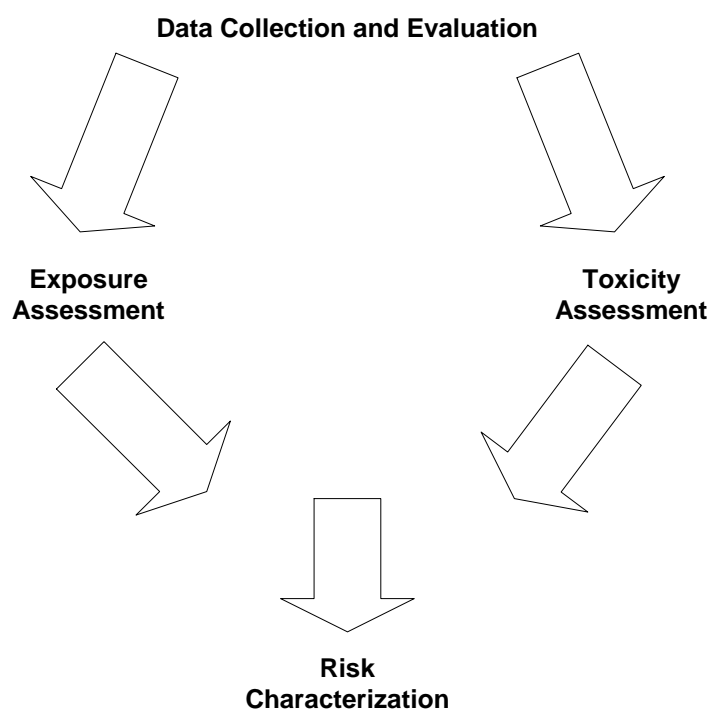 Data Collection and Evaluation
Exposure
Assessment
Toxicity
Assessment
Risk
Characterization